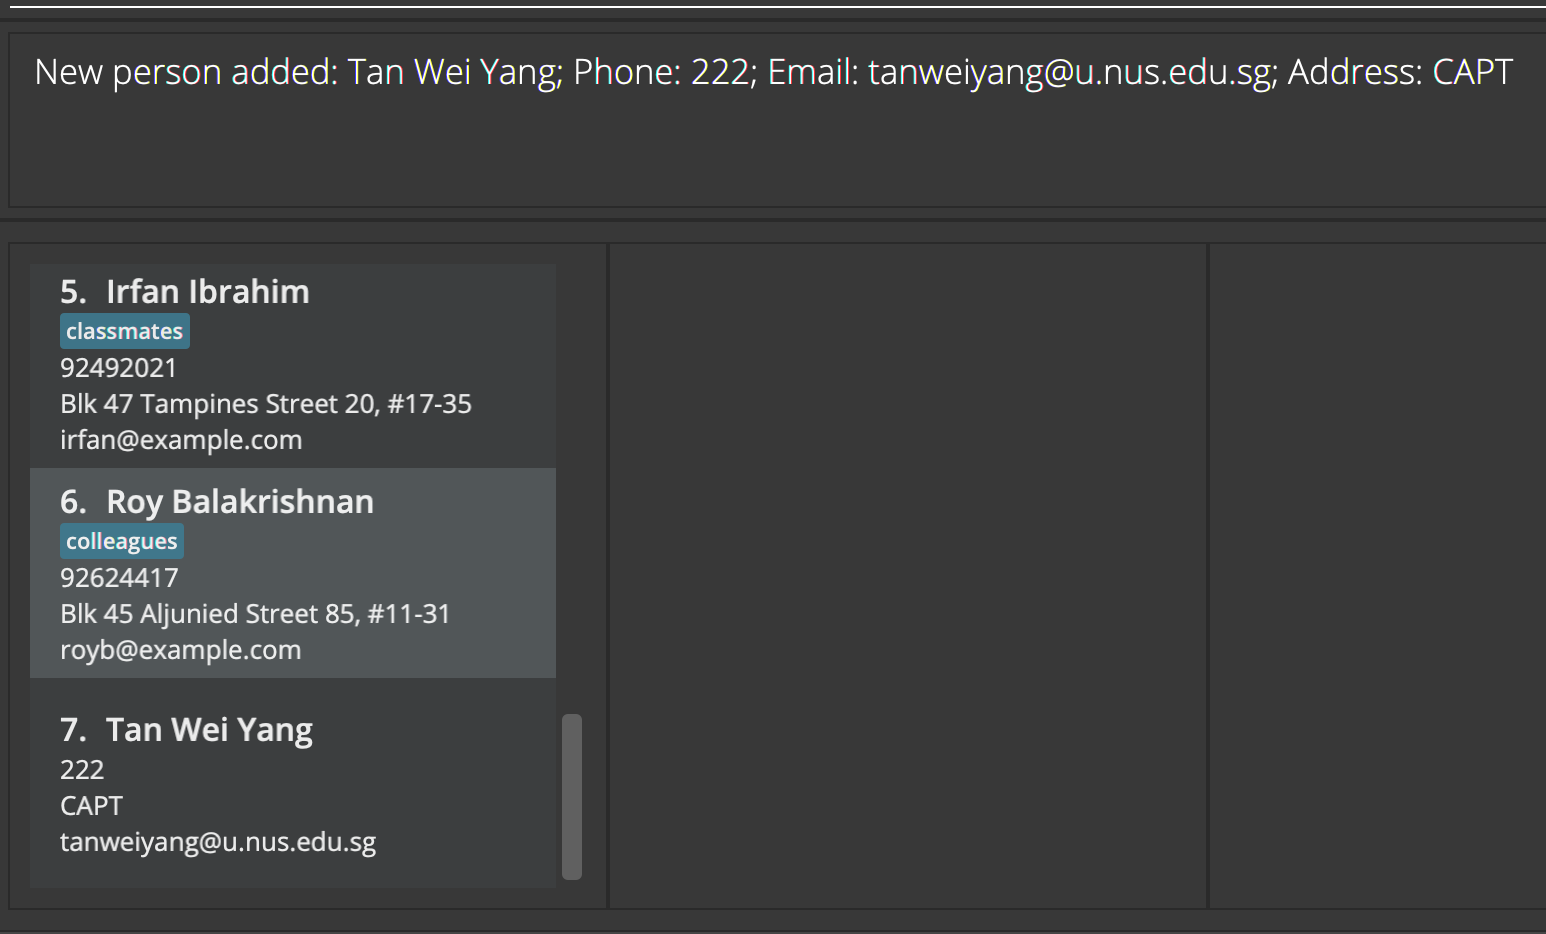 New person added: Tan Wei Yang; Phone: 222; Email: tanweiyang@u.nus.edu.sg; Address: CAPT
5. Irfan Ibrahim
classmates
92492021
Blk 47 Tampines Street 20, #17-35
irfan@example.com
6. Roy Balakrishnan
colleagues
92624417
Blk 45 Aljunied Street 85, #11-31
royb@example.com
7. Tan Wei Yang
222
CAPT
tanweiyang@u.nus.edu.sg